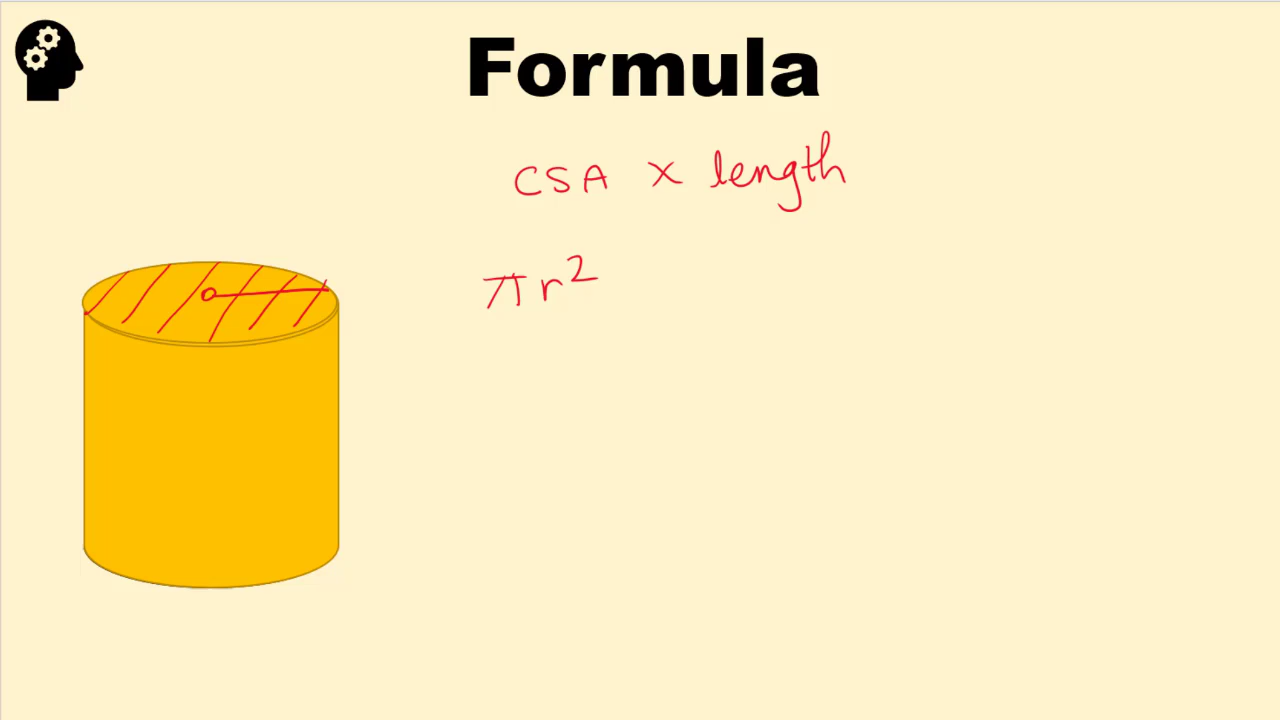 Formula
CSA × length
πr²